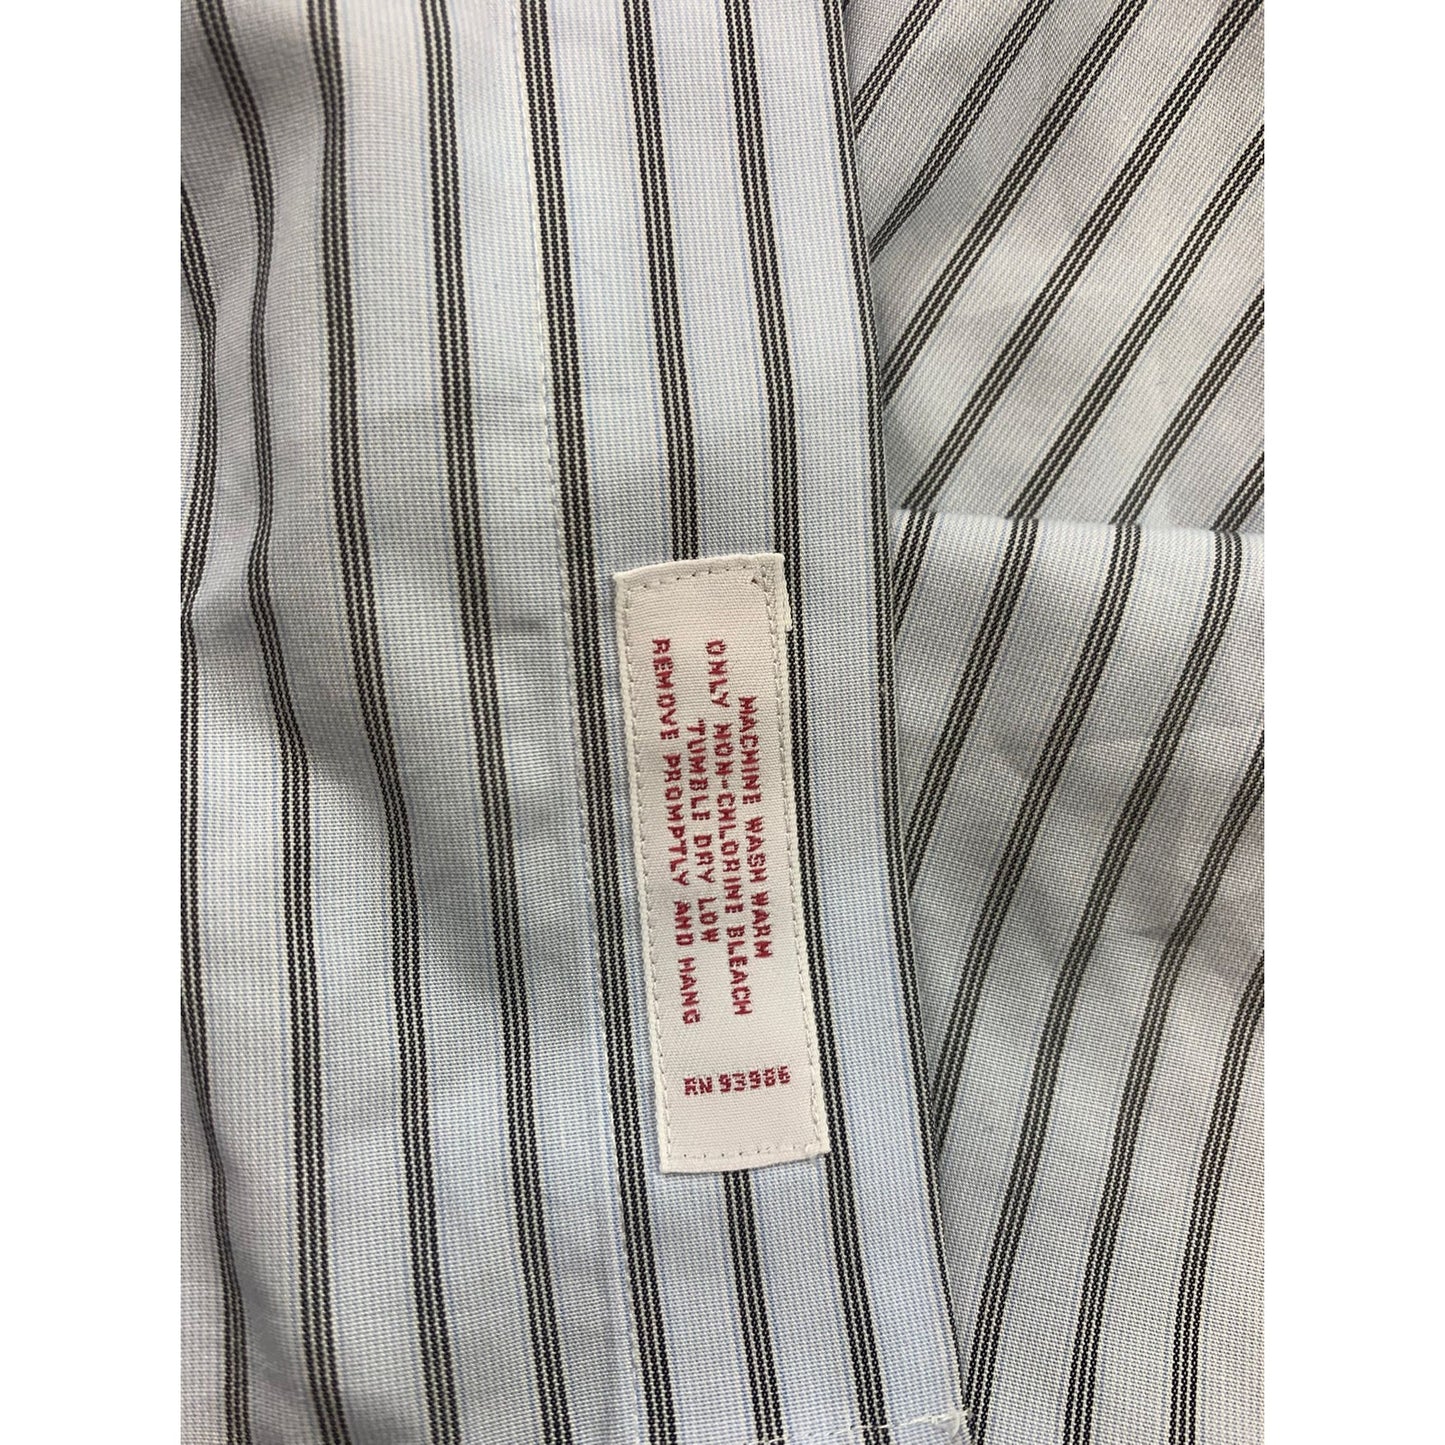 MACHINE WASH WARM
ONLY NON-CHLORINE BLEACH
TUMBLE DRY LOW
REMOVE PROMPTLY AND HANG
RN 93986